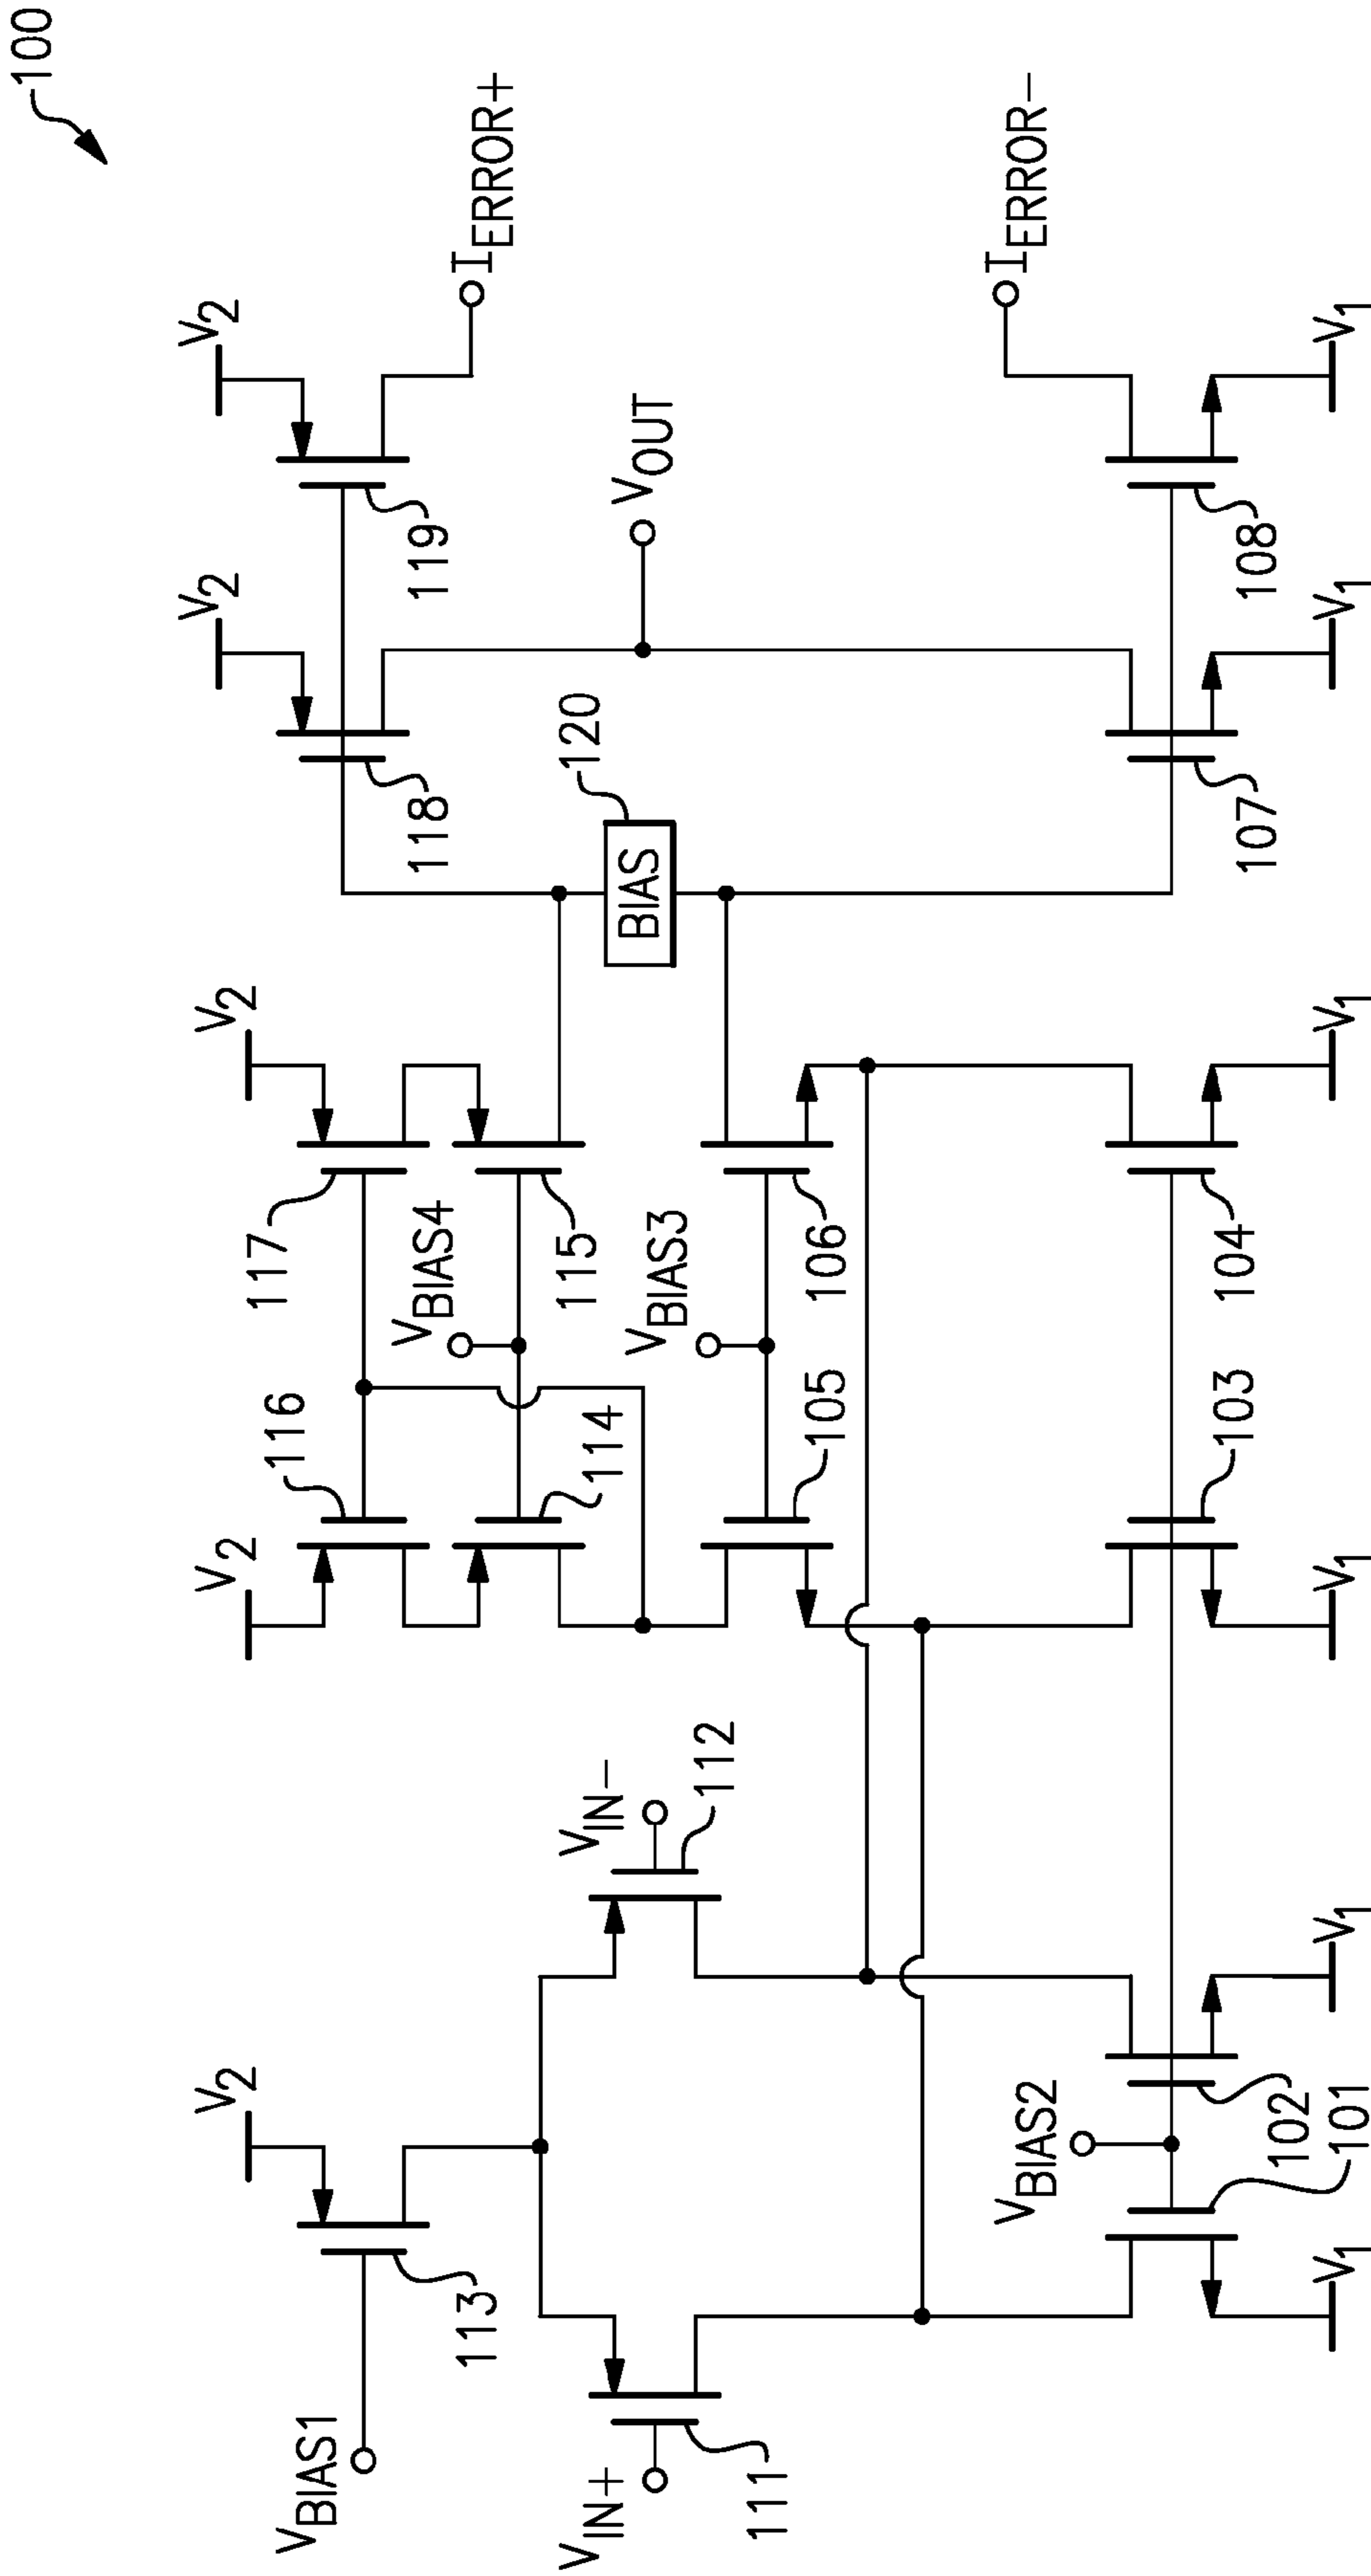 100
V2
V2
V2
V2
V2
V2
119
118
117
116
113
IERROR+
VOUT
120
BIAS
VBIAS4
115
114
VBIAS1
VIN+
111
VIN-
112
VBIAS3
106
105
IERROR-
108
107
104
103
VBIAS2
102
101
V1
V1
V1
V1
V1
V1